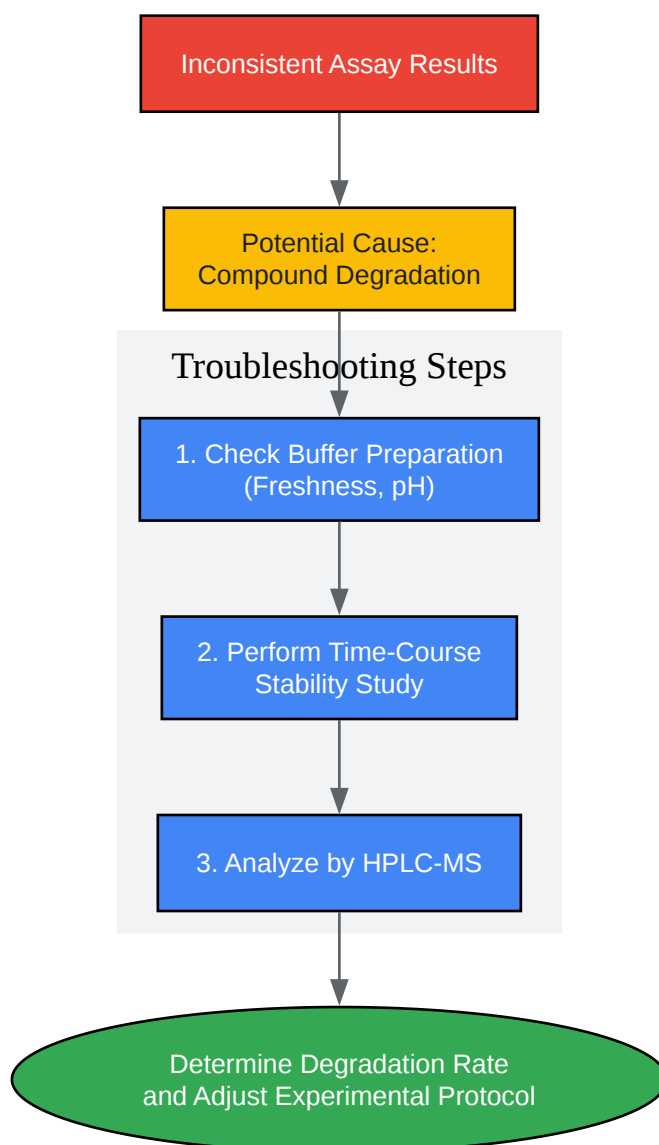 Inconsistent Assay Results
Potential Cause:
Compound Degradation
Troubleshooting Steps
1. Check Buffer Preparation
(Freshness, pH)
2. Perform Time-Course
Stability Study
3. Analyze by HPLC-MS
Determine Degradation Rate
and Adjust Experimental Protocol